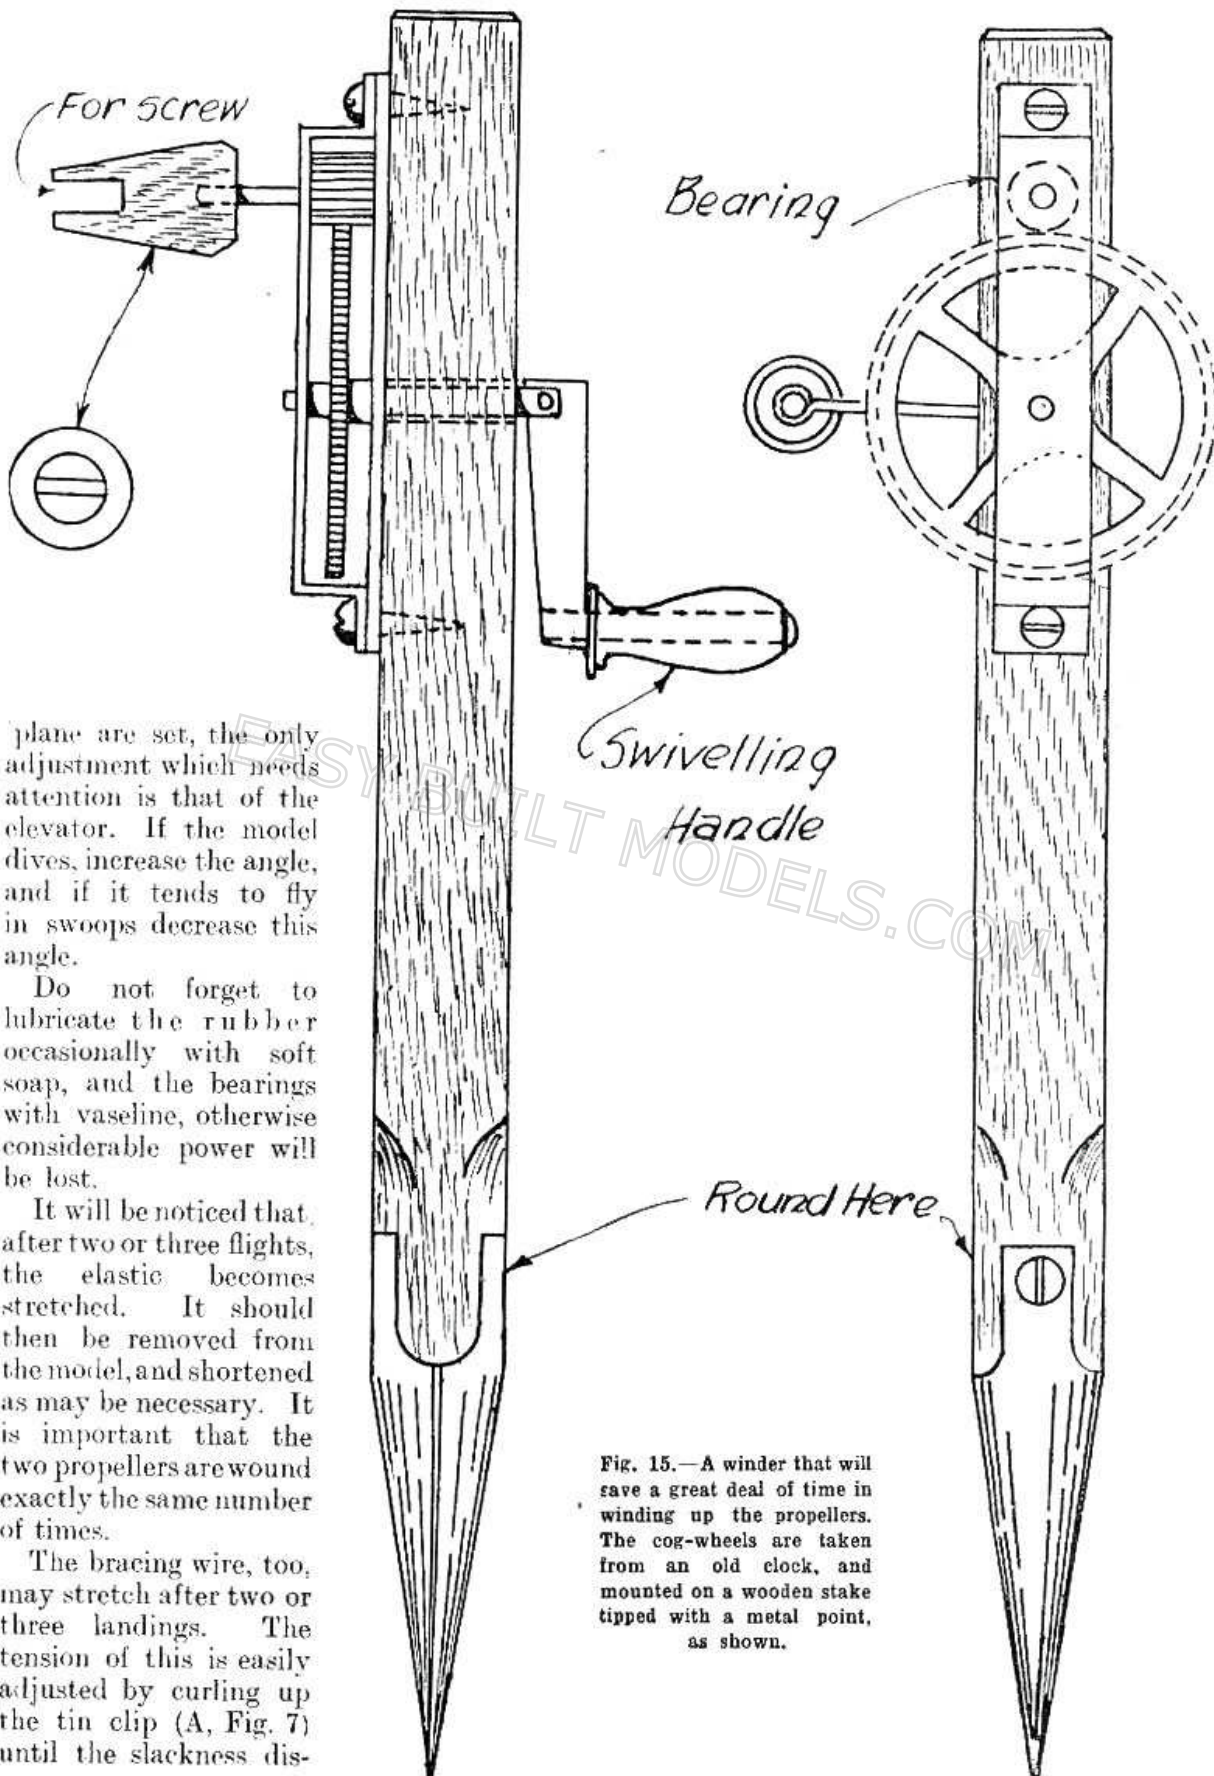 For screw
Bearing
Swivelling
Handle
plane are set, the only
adjustment which needs
attention is that of the
elevator. If the model
dives, increase the angle,
and if it tends to fly
in swoops decrease this
angle.
Do not forget to
lubricate the rubber
occasionally with soft
soap, and the bearings
with vaseline, otherwise
considerable power will
be lost.
It will be noticed that
after two or three flights,
the elastic becomes
stretched. It should
then be removed from
the model, and shortened
as may be necessary. It
is important that the
two propellers are wound
exactly the same number
of times.
The bracing wire, too,
may stretch after two or
three landings. The
tension of this is easily
adjusted by curling up
the tin clip (A, Fig. 7)
until the slackness dis-
EASY BUILT MODELS.COM
Round Here
Fig. 15.—A winder that will
save a great deal of time in
winding up the propellers.
The cog-wheels are taken
from an old clock, and
mounted on a wooden stake
tipped with a metal point,
as shown.